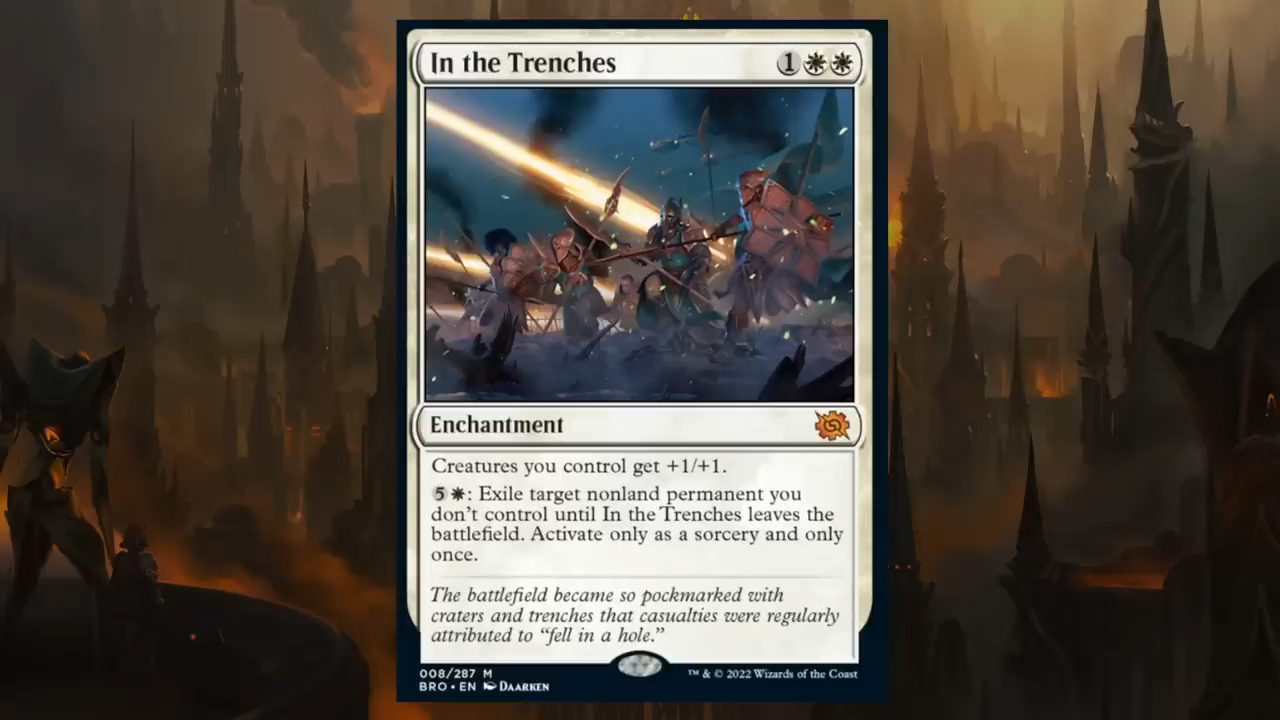 In the Trenches 1
Enchantment
Creatures you control get +1/+1.
5 : Exile target nonland permanent you
don't control until In the Trenches leaves the
battlefield. Activate only as a sorcery and only
once.
The battlefield became so pockmarked with
craters and trenches that casualties were regularly
attributed to “fell in a hole.”
008/287 M
BRO • EN DAARKEN
™ & © 2022 Wizards of the Coast